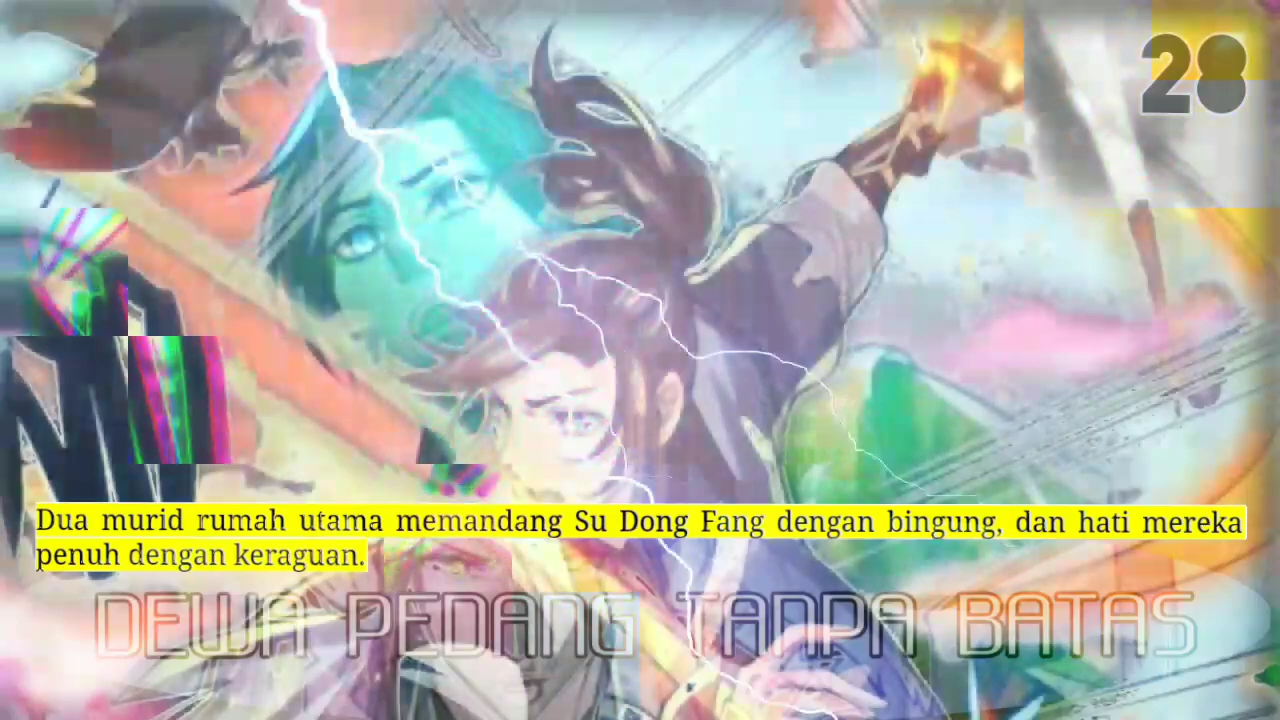 28
Dua murid rumah utama memandang Su Dong Fang dengan bingung, dan hati mereka
penuh dengan keraguan.
DEWA PEDANG TANPA BATAS